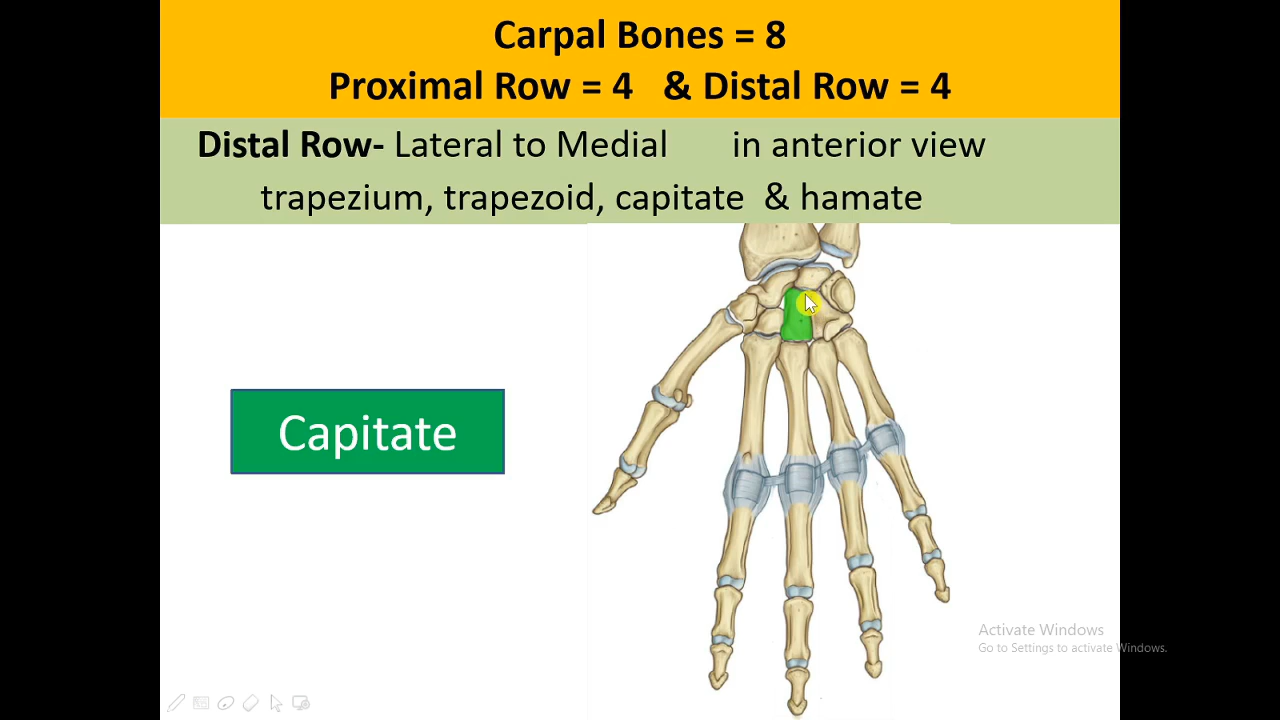 Carpal Bones = 8
Proximal Row = 4 & Distal Row = 4
Distal Row- Lateral to Medial in anterior view
trapezium, trapezoid, capitate & hamate
Capitate
Activate Windows
Go to Settings to activate Windows.